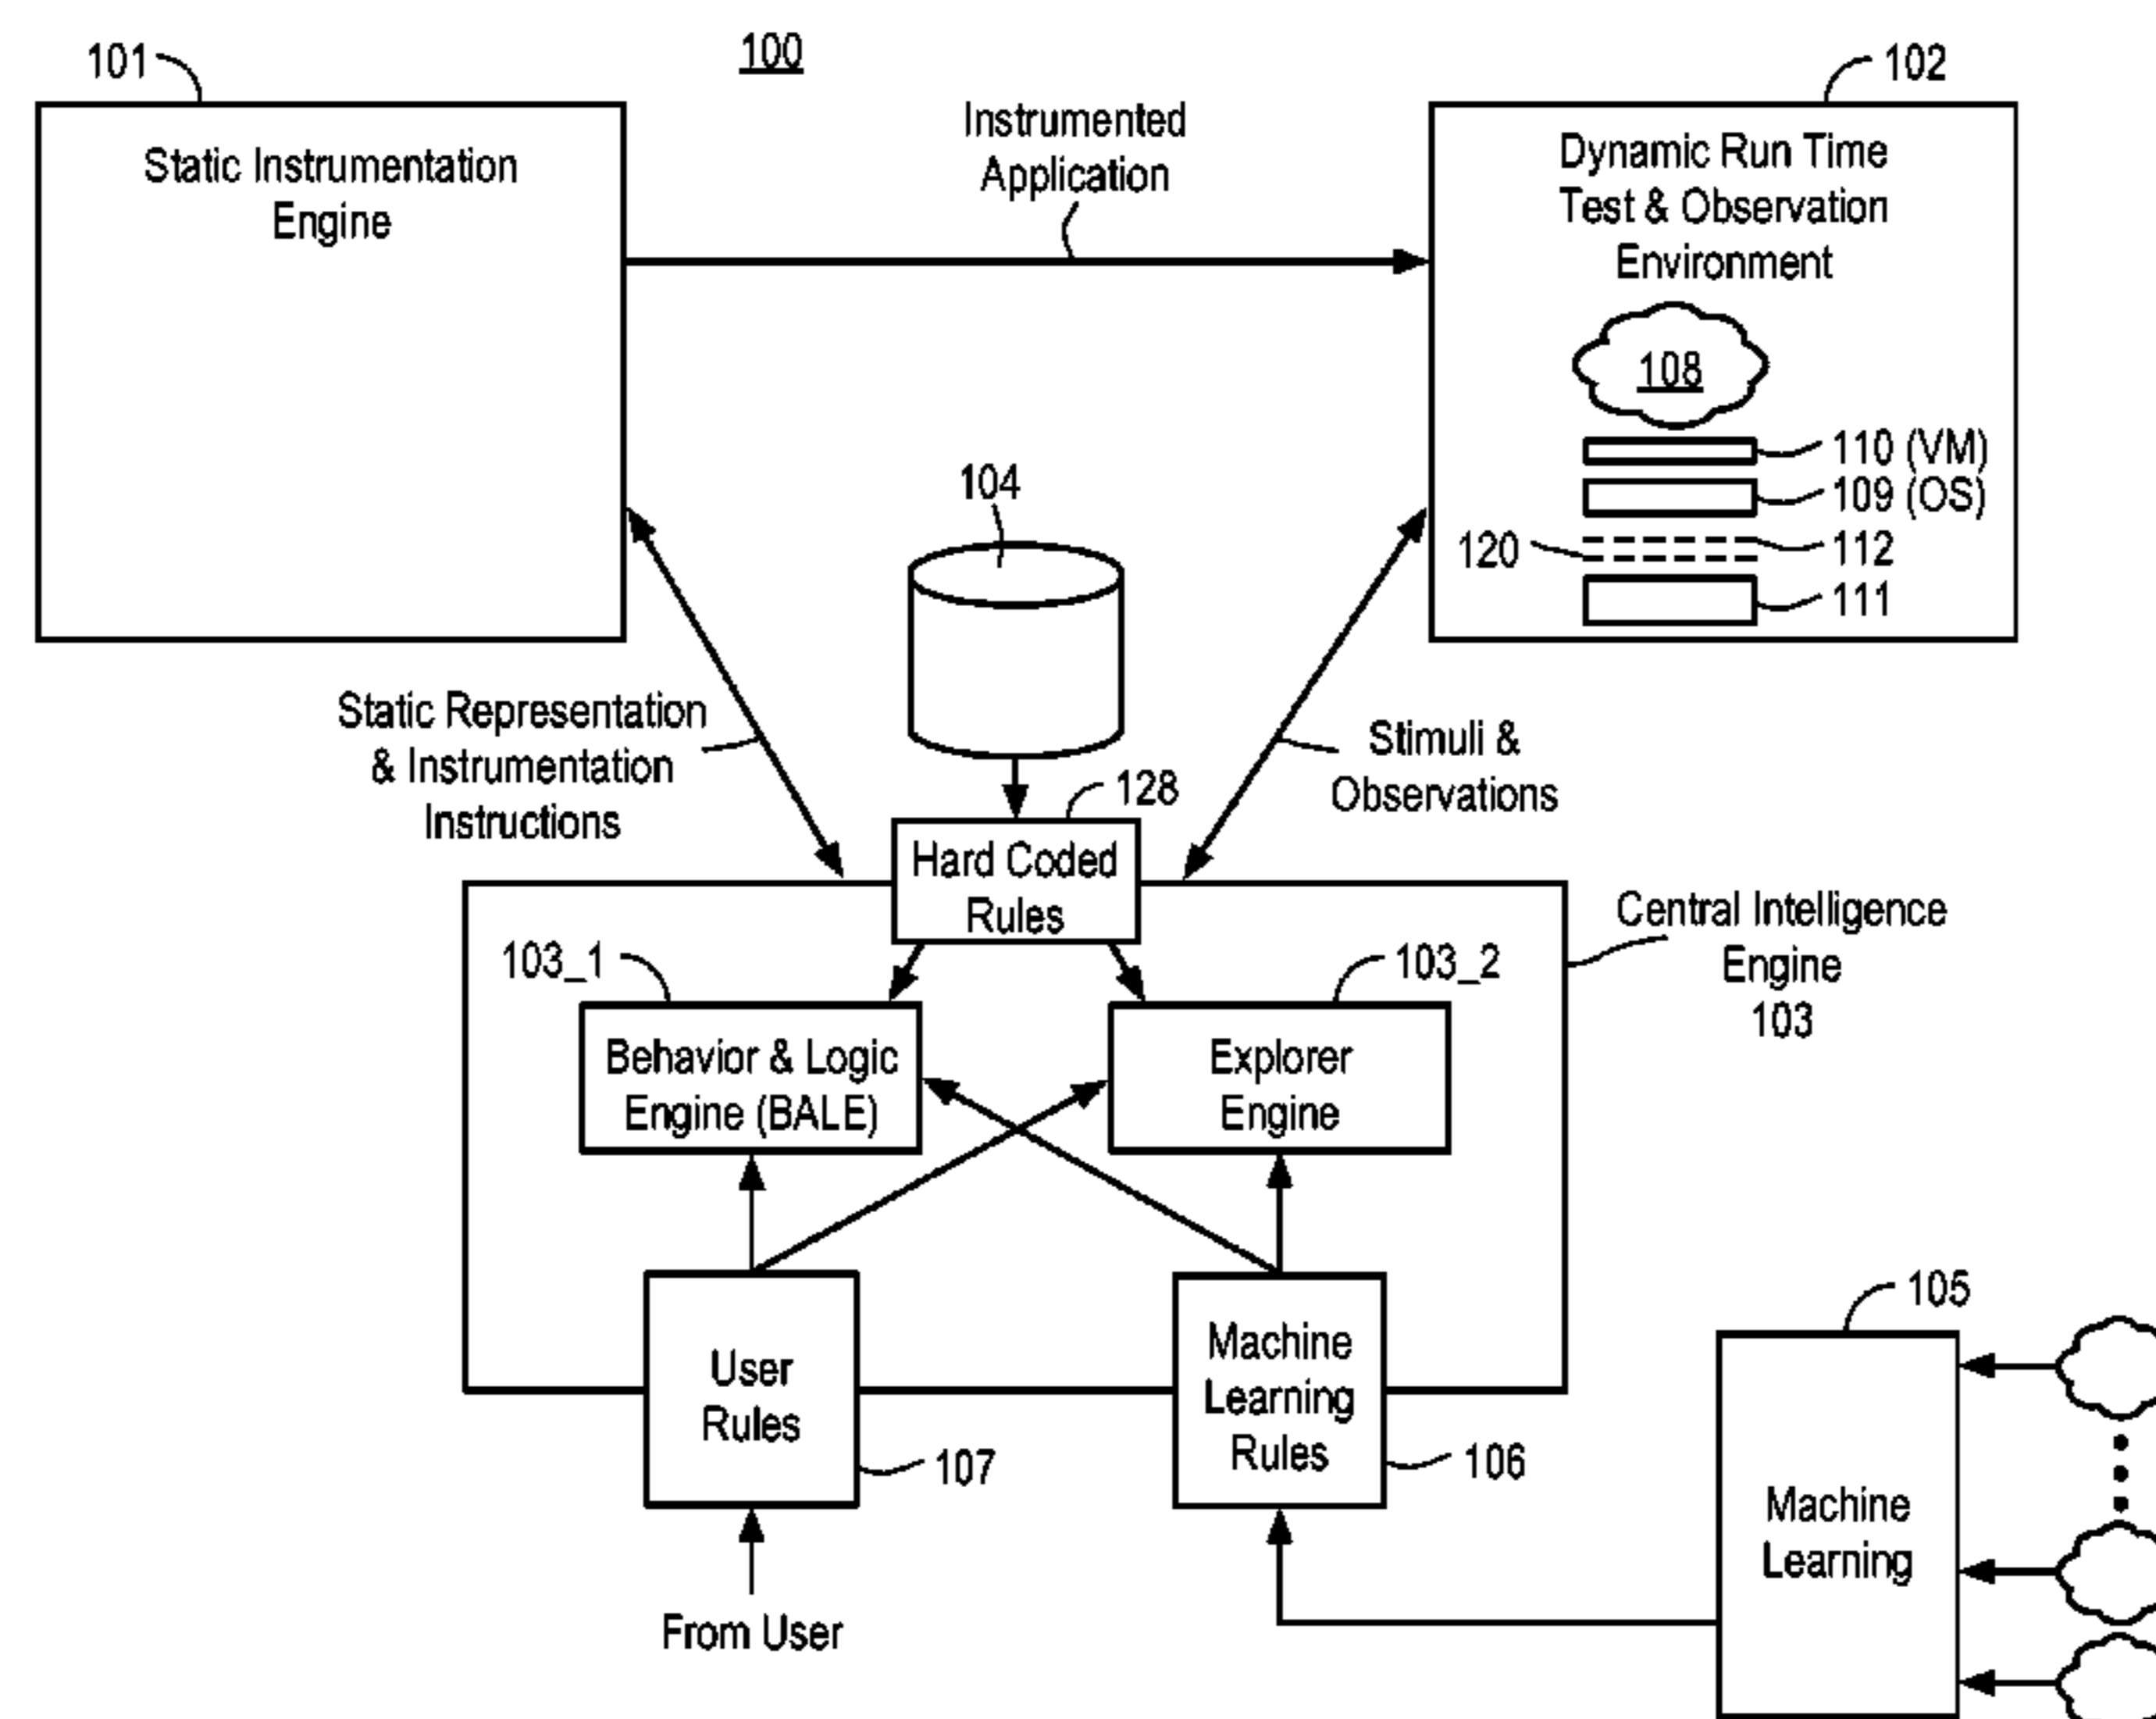 100
101
Static Instrumentation
Engine
Instrumented
Application
102
Dynamic Run Time
Test & Observation
Environment
108
110 (VM)
109 (OS)
120
112
111
104
Static Representation
& Instrumentation
Instructions
Stimuli &
Observations
128
Hard Coded
Rules
Central Intelligence
Engine
103
103_1
Behavior & Logic
Engine (BALE)
103_2
Explorer
Engine
User
Rules
107
Machine
Learning
Rules
106
From User
105
Machine
Learning